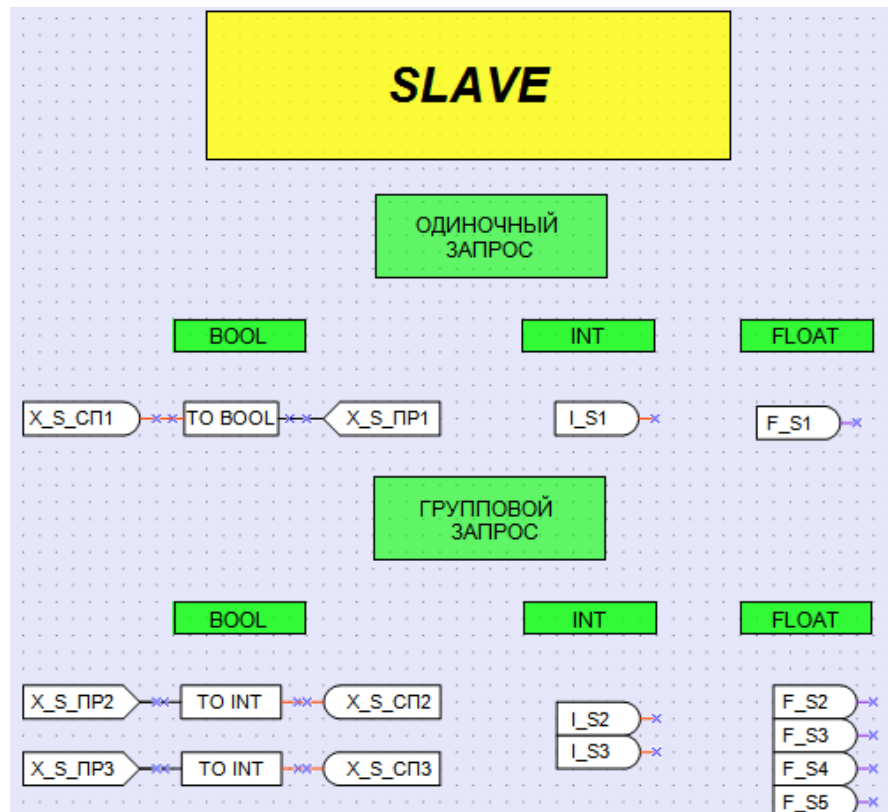 SLAVE
ОДИНОЧНЫЙ
ЗАПРОС
BOOL
INT
FLOAT
X_S_СП1
TO BOOL
X_S_ПР1
I_S1
F_S1
ГРУППОВОЙ
ЗАПРОС
BOOL
INT
FLOAT
X_S_ПР2
TO INT
X_S_СП2
I_S2
F_S2
X_S_ПР3
TO INT
X_S_СП3
I_S3
F_S3
F_S4
F_S5